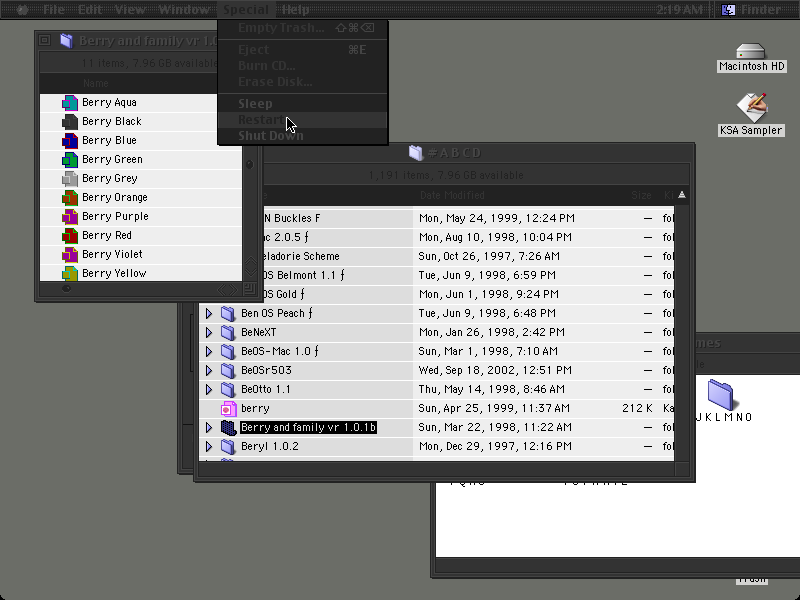 File Edit View Window Special Help 2:19 AM Finder
Empty Trash... ⇧⌘⌫
Eject ⌘E
Burn CD...
Erase Disk...
Sleep
Restart
Shut Down
Berry and family vr 1.0
11 items, 7.96 GB available
Name
Berry Aqua
Berry Black
Berry Blue
Berry Green
Berry Grey
Berry Orange
Berry Purple
Berry Red
Berry Violet
Berry Yellow
Macintosh HD
KSA Sampler
#ABCD
1,191 items, 7.96 GB available
Date Modified Size Ki
N Buckles F Mon, May 24, 1999, 12:24 PM — fol
c 2.0.5 ƒ Mon, Aug 10, 1998, 10:04 PM — fol
eladorie Scheme Sun, Oct 26, 1997, 7:26 AM — fol
OS Belmont 1.1 ƒ Tue, Jun 9, 1998, 6:59 PM — fol
OS Gold ƒ Mon, Jun 1, 1998, 9:24 PM — fol
Ben OS Peach ƒ Tue, Jun 9, 1998, 6:48 PM — fol
BeNeXT Mon, Jan 26, 1998, 2:42 PM — fol
BeOS-Mac 1.0 ƒ Sun, Mar 1, 1998, 7:10 AM — fol
BeOSr503 Wed, Sep 18, 2002, 12:51 PM — fol
BeOtto 1.1 Thu, May 14, 1998, 8:46 AM — fol
berry Sun, Apr 25, 1999, 11:37 AM 212 K Ka
Berry and family vr 1.0.1b Sun, Mar 22, 1998, 11:22 AM — fol
Beryl 1.0.2 Mon, Dec 29, 1997, 12:16 PM — fol
mes
JKLMNO
Trash